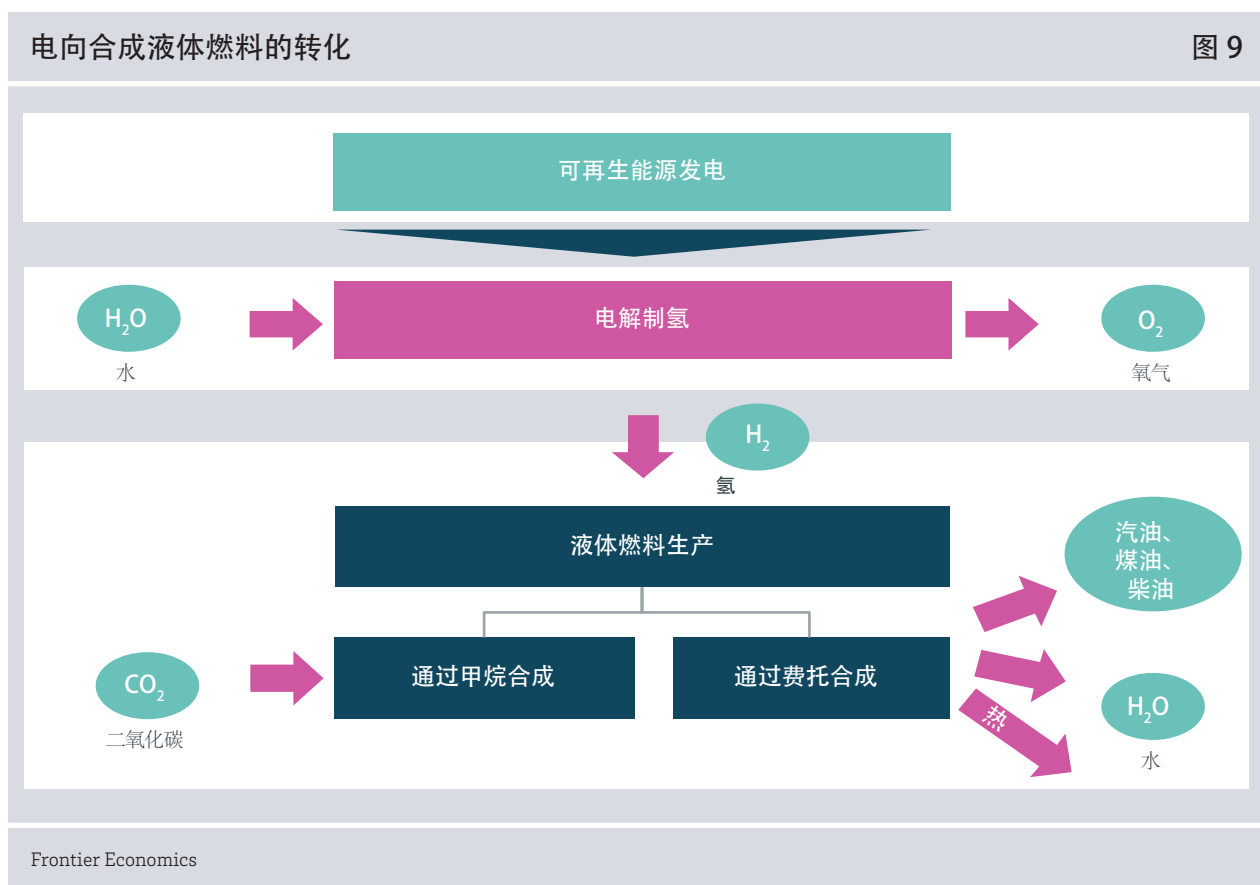 电向合成液体燃料的转化
图 9
可再生能源发电
H₂O
水
电解制氢
O₂
氧气
H₂
氢
液体燃料生产
汽油、
煤油、
柴油
CO₂
二氧化碳
通过甲烷合成
通过费托合成
热
H₂O
水
Frontier Economics